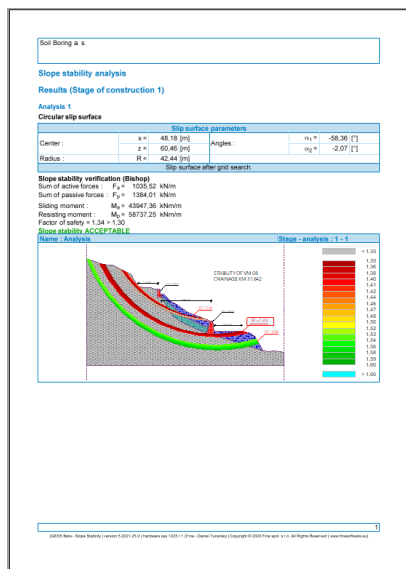 Soil Boring a. s.
Slope stability analysis
Results (Stage of construction 1)
Analysis 1
Circular slip surface
Slip surface parameters
Center : x = 48,18 [m] Angles : α1 = -58,36 [°]
z = 60,46 [m] α2 = -2,07 [°]
Radius : R = 42,44 [m]
Slip surface after grid search.
Slope stability verification (Bishop)
Sum of active forces : Fa = 1035,52 kN/m
Sum of passive forces : Fp = 1384,01 kN/m
Sliding moment : Ma = 43947,36 kNm/m
Resisting moment : Mp = 58737,25 kNm/m
Factor of safety = 1,34 > 1,30
Slope stability ACCEPTABLE
Name : Analysis Stage - analysis : 1 - 1
STABILITY OF VM 08
< 1,35
1,35
1,36
1,38
1,40
1,41
1,42
1,44
1,46
1,47
1,48
1,50
1,52
1,53
1,54
1,56
1,58
1,59
1,60
> 1,60
1